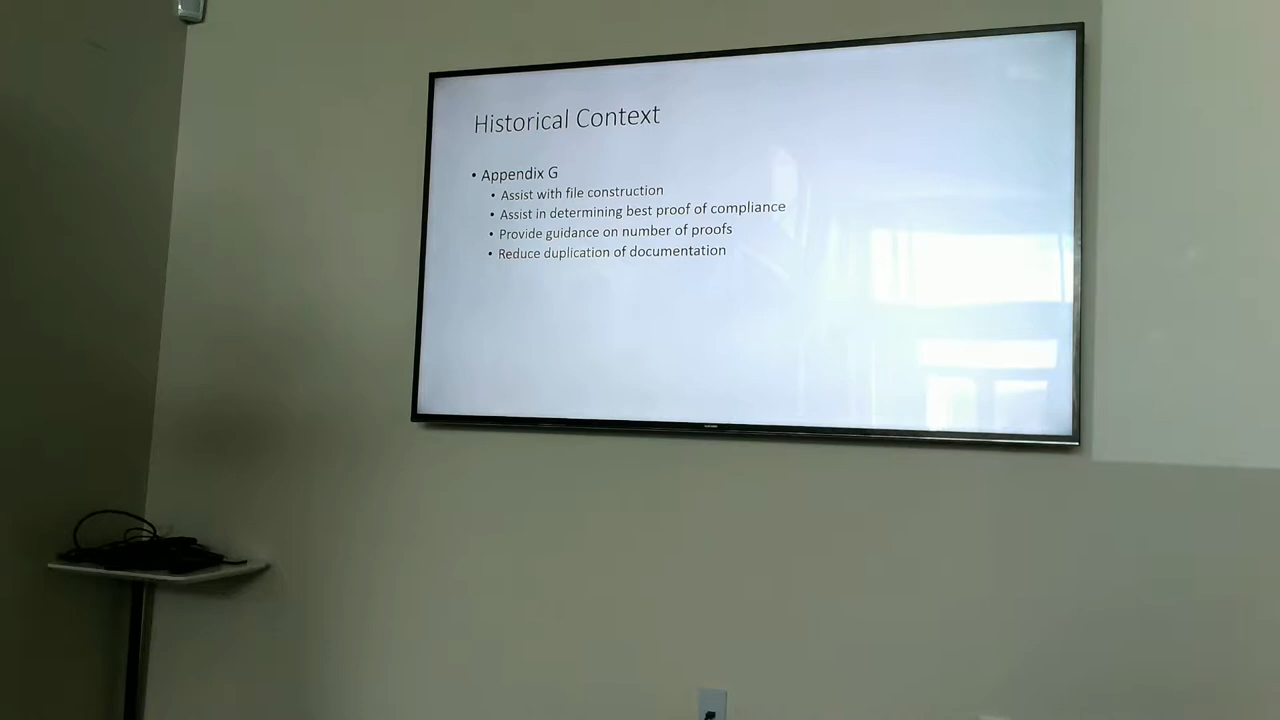 Historical Context
• Appendix G
• Assist with file construction
• Assist in determining best proof of compliance
• Provide guidance on number of proofs
• Reduce duplication of documentation